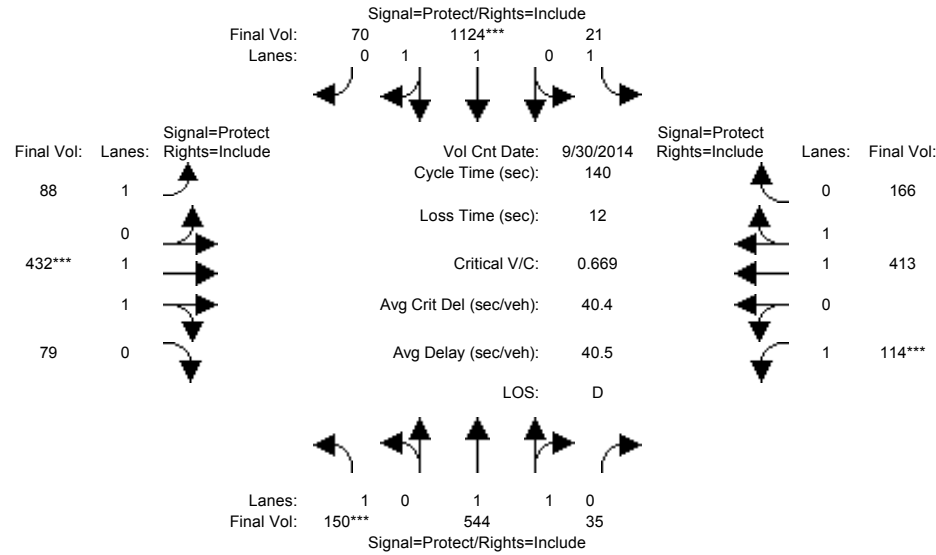 Signal=Protect/Rights=Include
Final Vol: 70 1124*** 21
Lanes: 0 1 1 0 1
Signal=Protect Signal=Protect
Final Vol: Lanes: Rights=Include Vol Cnt Date: 9/30/2014 Rights=Include Lanes: Final Vol:
Cycle Time (sec): 140
88 1 0 166
Loss Time (sec): 12
0 1
432*** 1 Critical V/C: 0.669 1 413
1 Avg Crit Del (sec/veh): 40.4 0
79 0 Avg Delay (sec/veh): 40.5 1 114***
LOS: D
Lanes: 1 0 1 1 0
Final Vol: 150*** 544 35
Signal=Protect/Rights=Include